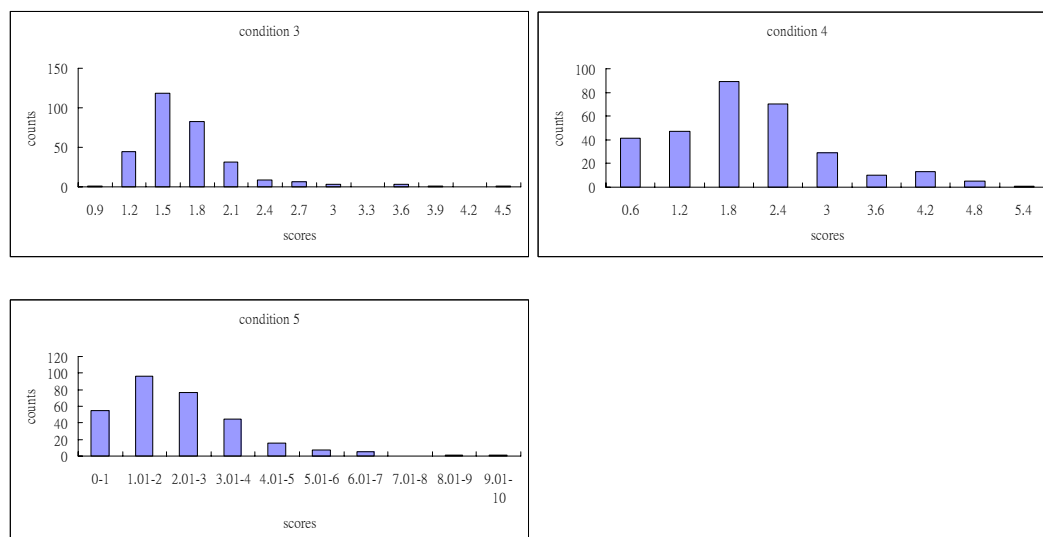 condition 3
150
100
50
0
counts
0.9 1.2 1.5 1.8 2.1 2.4 2.7 3 3.3 3.6 3.9 4.2 4.5
scores
condition 4
100
80
60
40
20
0
counts
0.6 1.2 1.8 2.4 3 3.6 4.2 4.8 5.4
scores
condition 5
120
100
80
60
40
20
0
counts
0-1 1.01-2 2.01-3 3.01-4 4.01-5 5.01-6 6.01-7 7.01-8 8.01-9 9.01-
10
scores